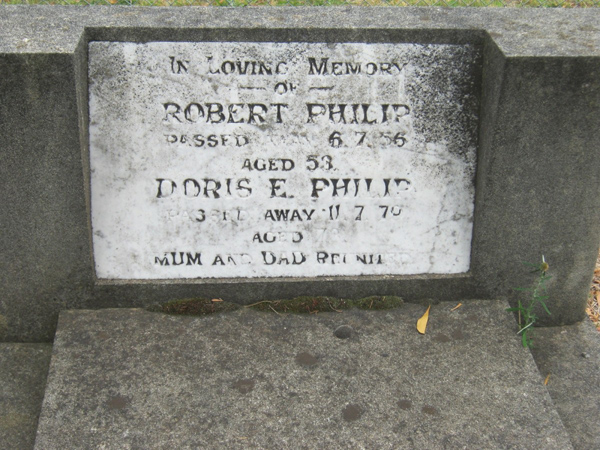 IN LOVING MEMORY
— OF —
ROBERT PHILIP
PASSED AWAY 6.7.56
AGED 53.
DORIS E. PHILIP
PASSED AWAY 11.7.76
AGED
MUM AND DAD REUNITED